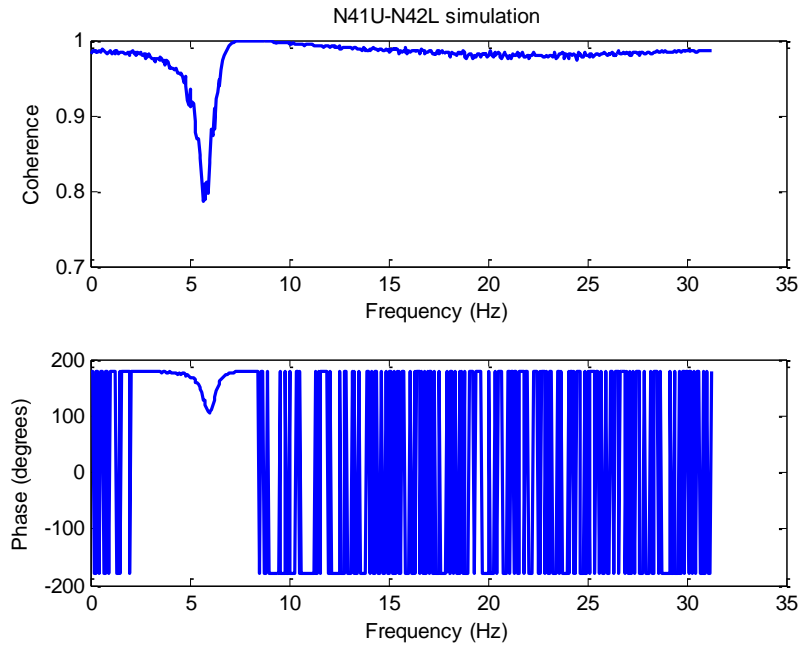 N41U-N42L simulation
1
0.9
0.8
0.7
Coherence
0 5 10 15 20 25 30 35
Frequency (Hz)
200
100
0
-100
-200
Phase (degrees)
0 5 10 15 20 25 30 35
Frequency (Hz)